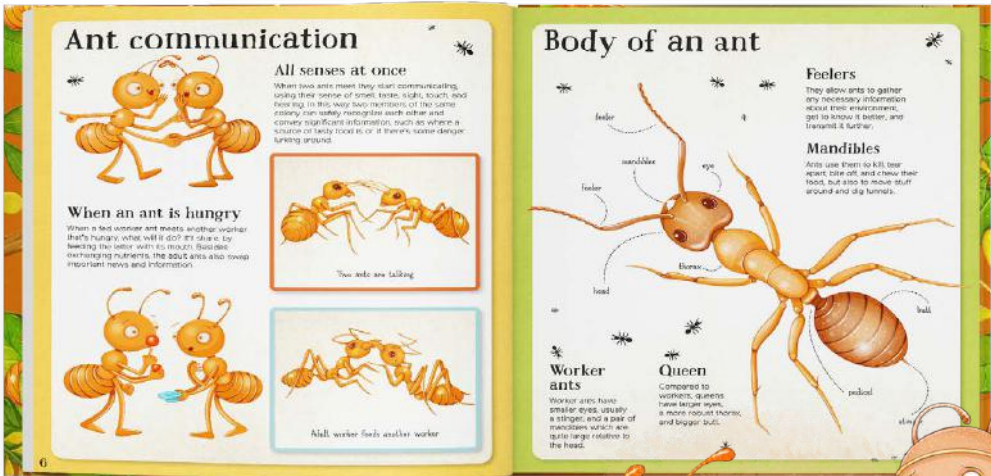 Ant communication
All senses at once
When two ants meet they start communicating,
using their sense of smell, taste, sight, touch, and
hearing. In this way two members of the same
colony can safely recognize each other and
convey significant information, such as where a
source of tasty food is or if there's some danger
lurking around.
When an ant is hungry
When a fed worker ant meets another worker
that's hungry, what will it do? It'll share, by
feeding the latter with its mouth. Besides
exchanging nutrients, the adult ants also swap
important news and information.
Two ants are talking
Adult worker feeds another worker
6
Body of an ant
Feelers
They allow ants to gather
any necessary information
about their environment,
get to know it better, and
transmit it further.
Mandibles
Ants use them to kill, tear
apart, bite off, and chew their
food, but also to move stuff
around and dig tunnels.
feeler
mandibles
eye
feeler
thorax
head
butt
pedicel
Worker
ants
Worker ants have
smaller eyes, usually
a stinger, and a pair of
mandibles which are
quite large relative to
the head.
Queen
Compared to
workers, queens
have larger eyes,
a more robust thorax,
and bigger butt.